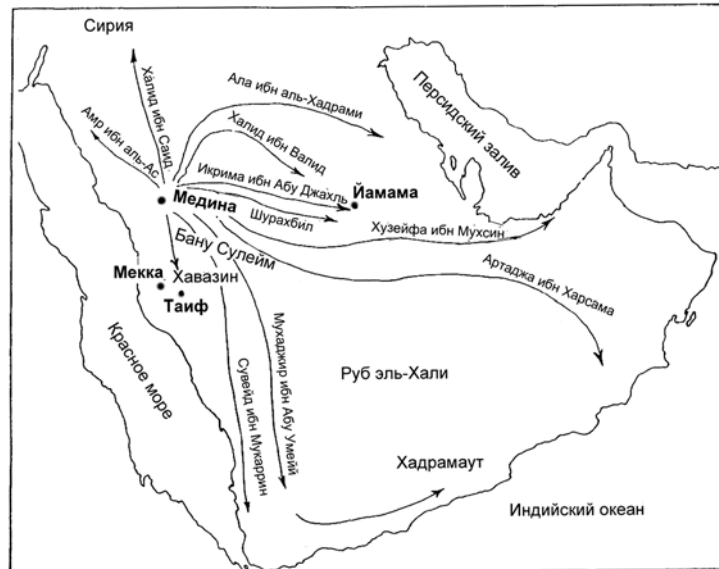 Сирия
Халид ибн Саид
Амр ибн аль-Ас
Ала ибн аль-Хадрами
Халид ибн Валид
Персидский залив
Икрима ибн Абу Джахль
Йамама
Шурахбил
Медина
Хузейфа ибн Мухсин
Бану Сулейм
Артаджа ибн Харсама
Мекка
Хавазин
Таиф
Красное море
Сувейд ибн Мукаррин
Мухаджир ибн Абу Умейй
Руб эль-Хали
Хадрамаут
Индийский океан